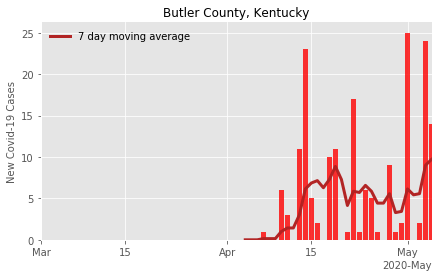 Butler County, Kentucky
7 day moving average
New Covid-19 Cases
25
20
15
10
5
0
Mar
15
Apr
15
May
2020-May